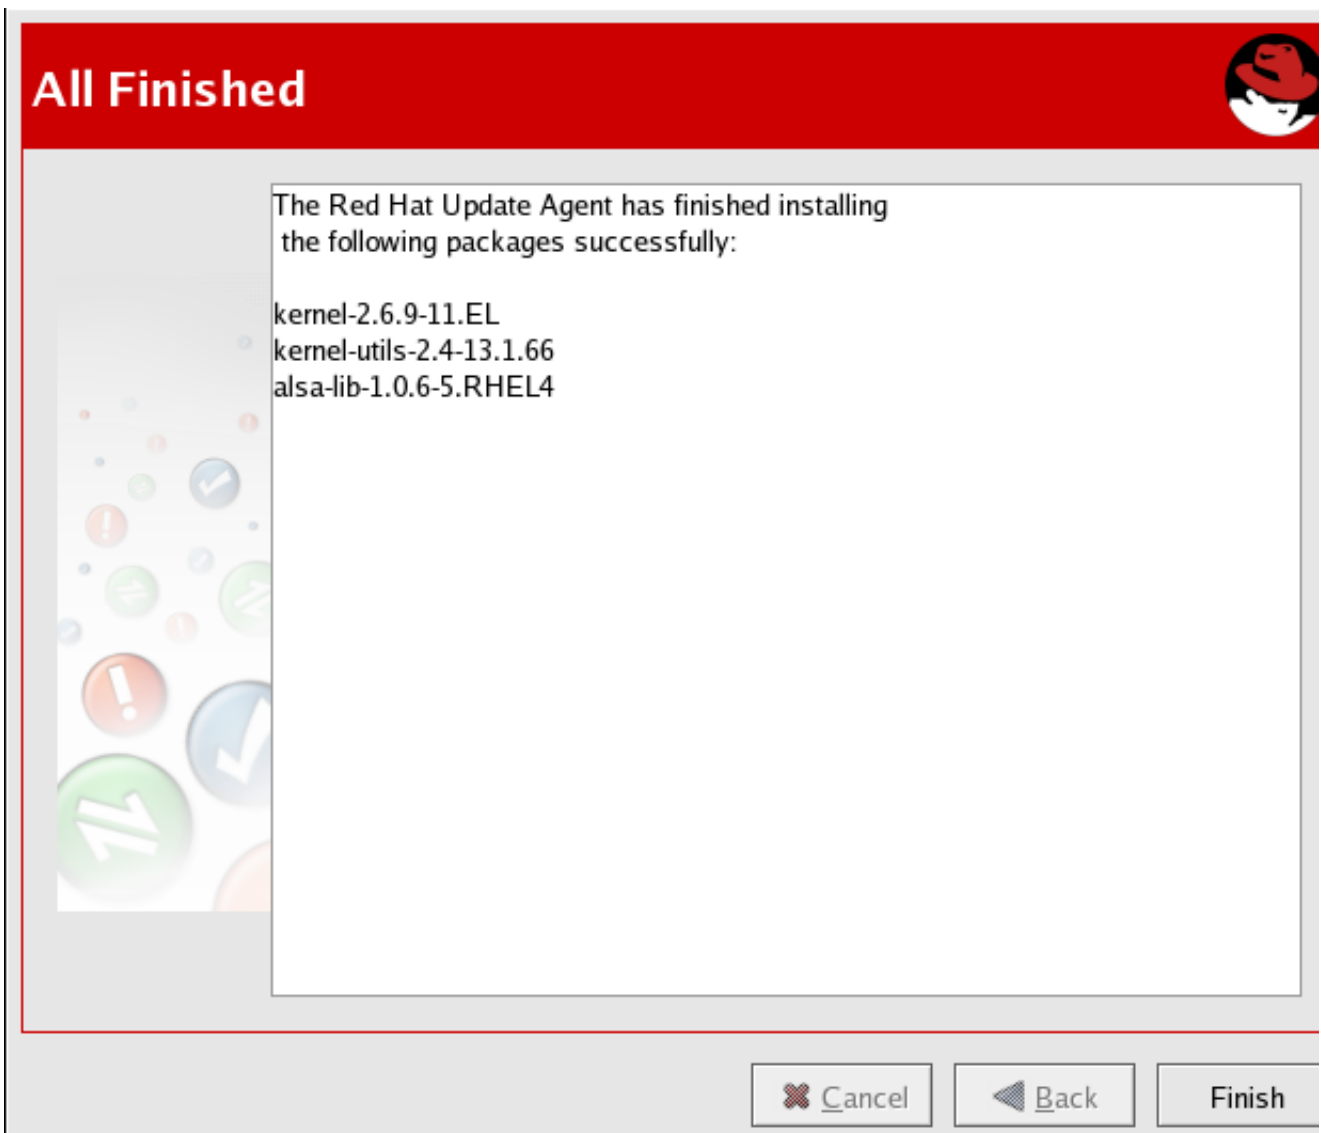 All Finished
The Red Hat Update Agent has finished installing
the following packages successfully:
kernel-2.6.9-11.EL
kernel-utils-2.4-13.1.66
alsa-lib-1.0.6-5.RHEL4
Cancel
Back
Finish